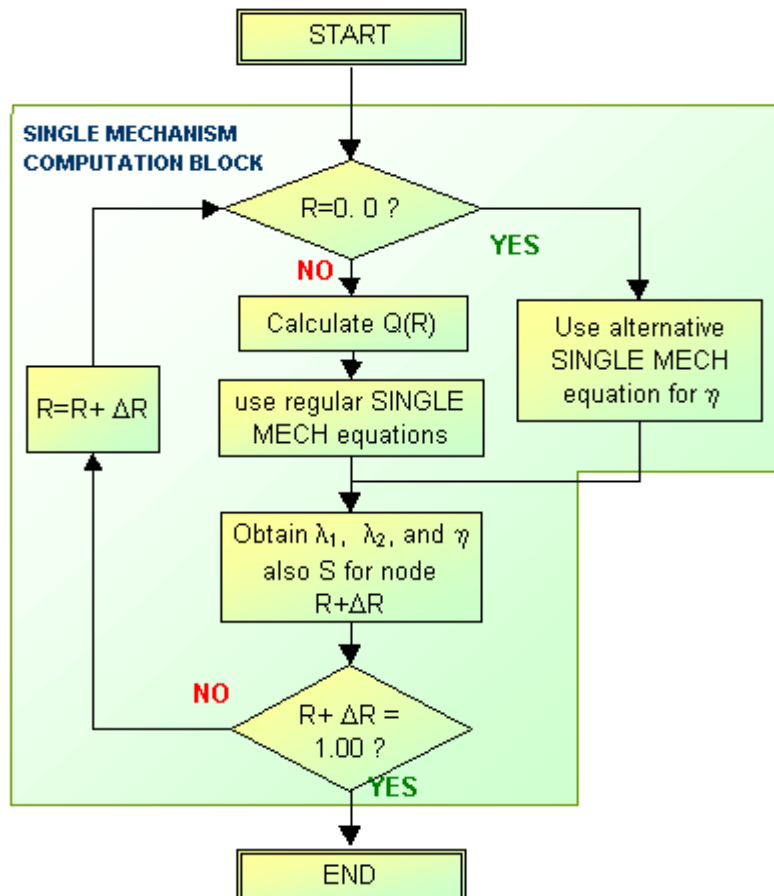 START
SINGLE MECHANISM
COMPUTATION BLOCK
R=0. 0 ?
YES
NO
Calculate Q(R)
Use alternative
SINGLE MECH
equation for η
R=R+ ΔR
use regular SINGLE
MECH equations
Obtain λ₁, λ₂, and η
also S for node
R+ΔR
NO
R+ ΔR =
1.00 ?
YES
END